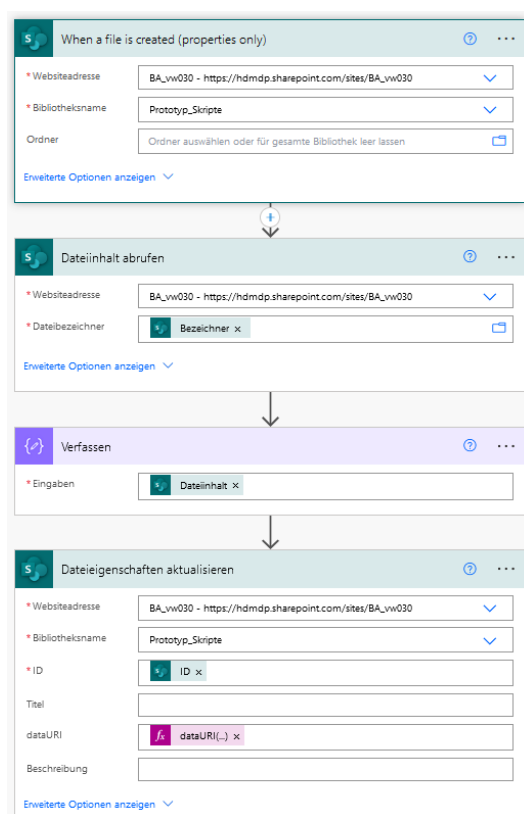 When a file is created (properties only)
* Websiteadresse
BA_vw030 - https://hdmdp.sharepoint.com/sites/BA_vw030
* Bibliotheksname
Prototyp_Skripte
Ordner
Ordner auswählen oder für gesamte Bibliothek leer lassen
Erweiterte Optionen anzeigen
Dateiinhalt abrufen
* Websiteadresse
BA_vw030 - https://hdmdp.sharepoint.com/sites/BA_vw030
* Dateibezeichner
Bezeichner ×
Erweiterte Optionen anzeigen
Verfassen
* Eingaben
Dateiinhalt ×
Dateieigenschaften aktualisieren
* Websiteadresse
BA_vw030 - https://hdmdp.sharepoint.com/sites/BA_vw030
* Bibliotheksname
Prototyp_Skripte
* ID
ID ×
Titel
dataURI
fx dataURI(...) ×
Beschreibung
Erweiterte Optionen anzeigen